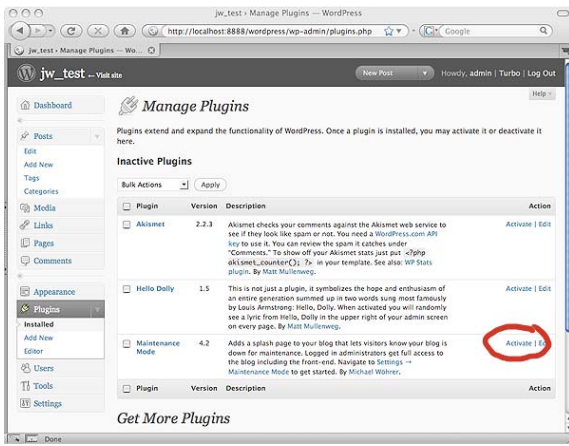 jw_test › Manage Plugins — WordPress
http://localhost:8888/wordpress/wp-admin/plugins.php
Google
jw_test › Manage Plugins — Wo...
jw_test — Visit site
New Post
Howdy, admin | Turbo | Log Out
Help
Dashboard
Posts
Edit
Add New
Tags
Categories
Media
Links
Pages
Comments
Appearance
Plugins
Installed
Add New
Editor
Users
Tools
Settings
Manage Plugins
Plugins extend and expand the functionality of WordPress. Once a plugin is installed, you may activate it or deactivate it
here.
Inactive Plugins
Bulk Actions Apply
Plugin Version Description Action
Akismet 2.2.3 Akismet checks your comments against the Akismet web service to Activate | Edit
see if they look like spam or not. You need a WordPress.com API
key to use it. You can review the spam it catches under
"Comments." To show off your Akismet stats just put <?php
akismet_counter(); ?> in your template. See also: WP Stats
plugin. By Matt Mullenweg.
Hello Dolly 1.5 This is not just a plugin, it symbolizes the hope and enthusiasm of Activate | Edit
an entire generation summed up in two words sung most famously
by Louis Armstrong: Hello, Dolly. When activated you will randomly
see a lyric from Hello, Dolly in the upper right of your admin screen
on every page. By Matt Mullenweg.
Maintenance 4.2 Adds a splash page to your blog that lets visitors know your blog is Activate |
Mode down for maintenance. Logged in administrators get full access to
the blog including the front-end. Navigate to Settings →
Maintenance Mode to get started. By Michael Wöhrer.
Plugin Version Description Action
Get More Plugins
Done